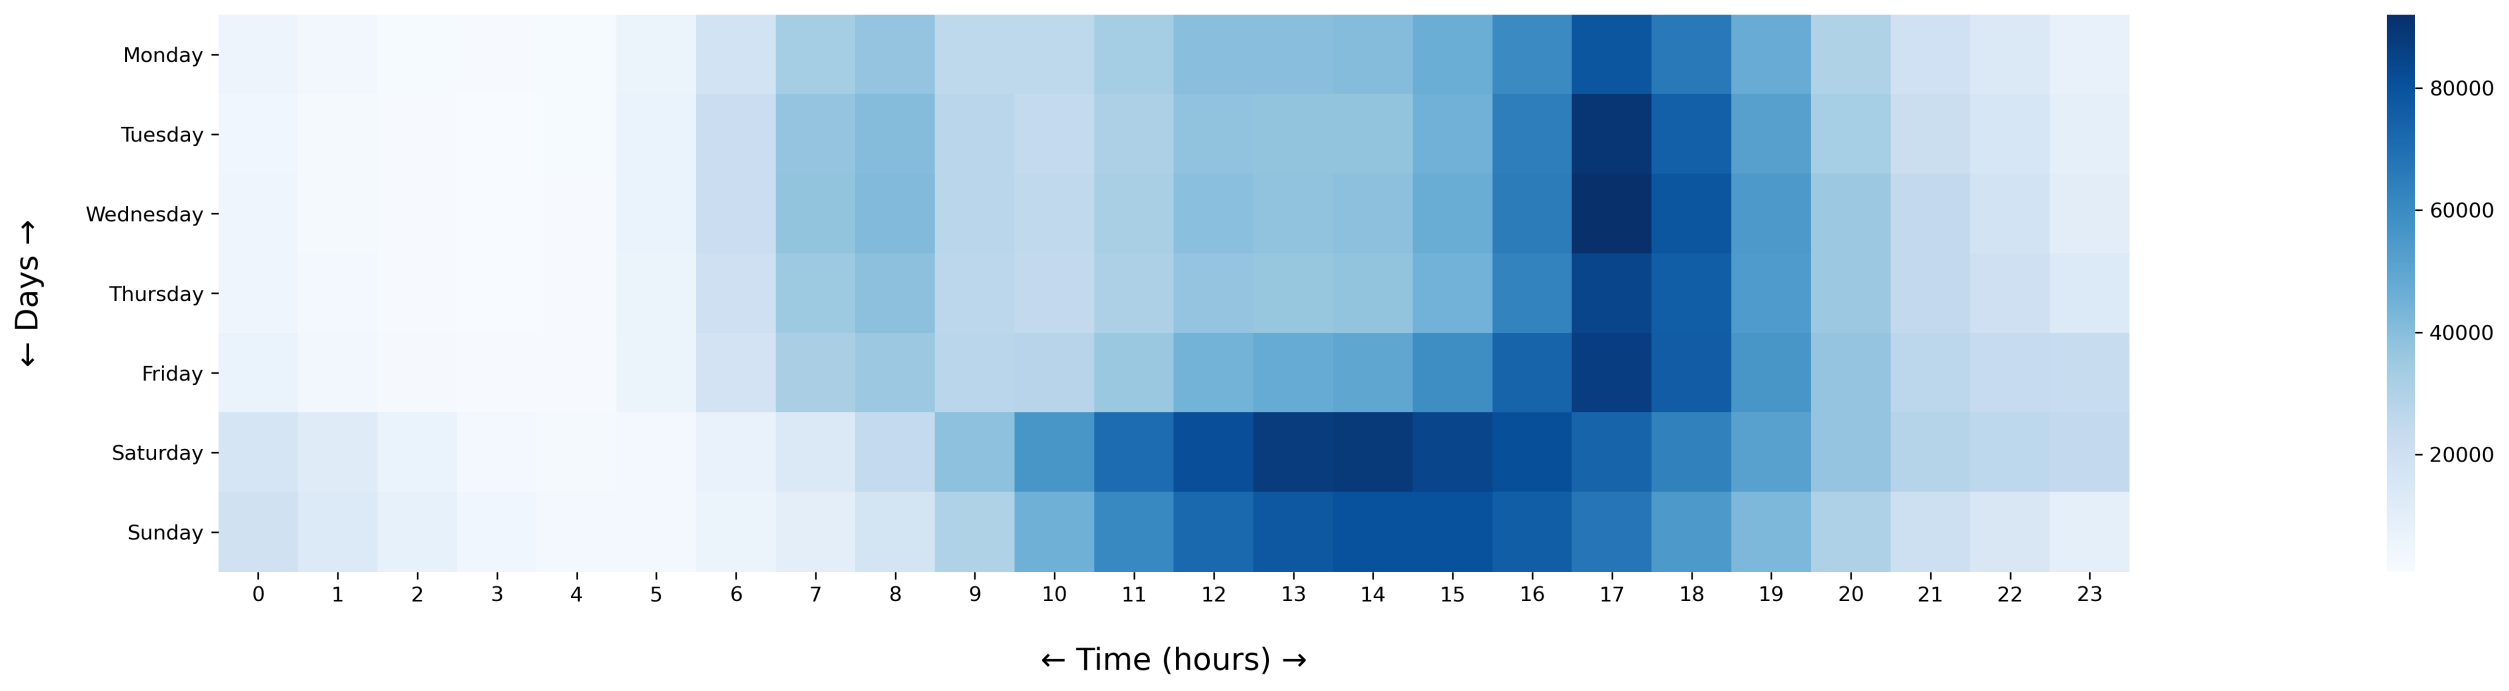 ← Days →
Monday
Tuesday
Wednesday
Thursday
Friday
Saturday
Sunday
0 1 2 3 4 5 6 7 8 9 10 11 12 13 14 15 16 17 18 19 20 21 22 23
← Time (hours) →
80000
60000
40000
20000